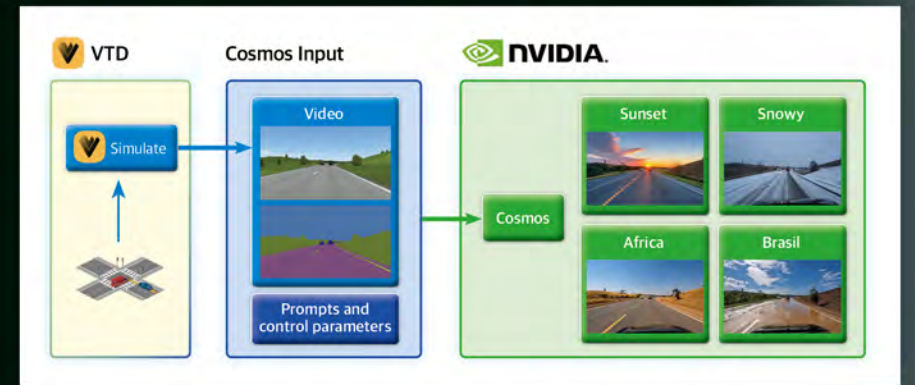 VTD
Cosmos Input
NVIDIA.
Simulate
Video
Prompts and
control parameters
Cosmos
Sunset
Snowy
Africa
Brasil